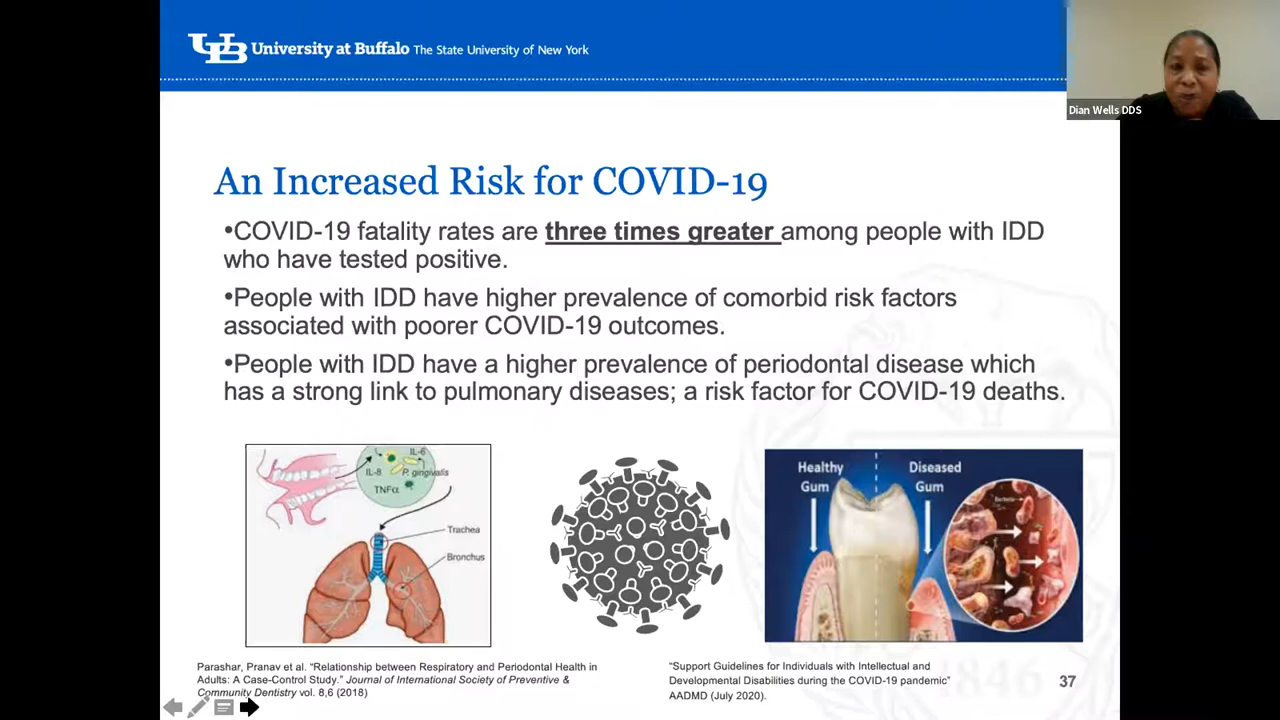 UB University at Buffalo The State University of New York
Dian Wells DDS
An Increased Risk for COVID-19
•COVID-19 fatality rates are three times greater among people with IDD
who have tested positive.
•People with IDD have higher prevalence of comorbid risk factors
associated with poorer COVID-19 outcomes.
•People with IDD have a higher prevalence of periodontal disease which
has a strong link to pulmonary diseases; a risk factor for COVID-19 deaths.
IL-6
IL-8
P. gingivalis
TNFα
Trachea
Bronchus
Healthy
Gum
Diseased
Gum
Bacteria
Parashar, Pranav et al. “Relationship between Respiratory and Periodontal Health in
Adults: A Case-Control Study.” Journal of International Society of Preventive &
Community Dentistry vol. 8,6 (2018)
“Support Guidelines for Individuals with Intellectual and
Developmental Disabilities during the COVID-19 pandemic”
AADMD (July 2020).
37
1846